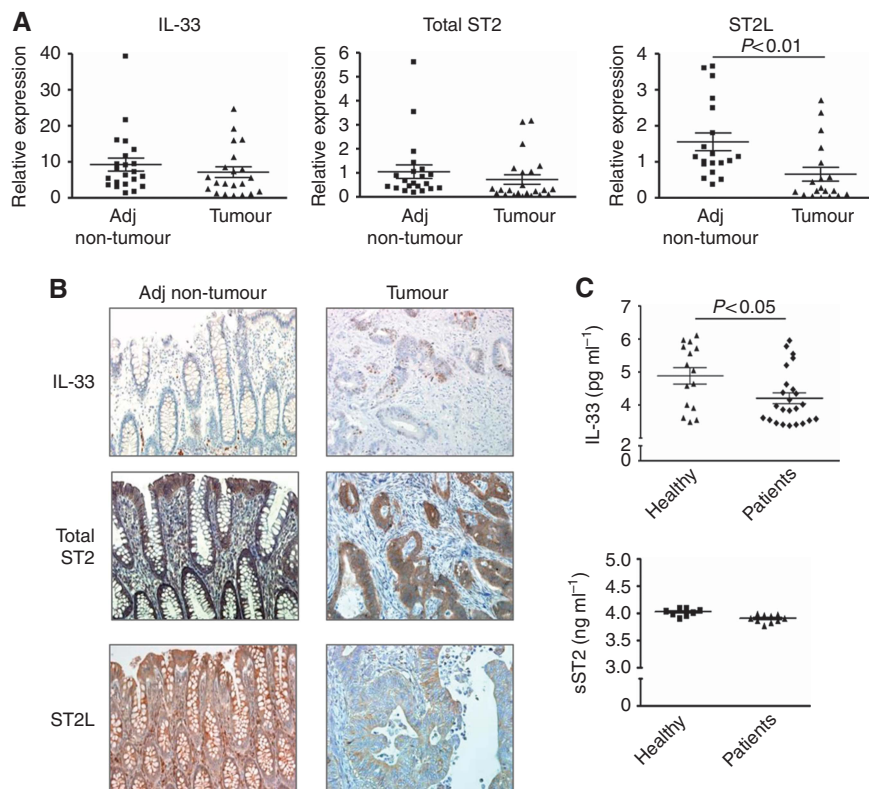 A
IL-33
Relative expression
40
30
20
10
0
Adj
non-tumour
Tumour
Total ST2
Relative expression
6
5
4
3
2
1
0
Adj
non-tumour
Tumour
ST2L
P<0.01
Relative expression
4
3
2
1
0
Adj
non-tumour
Tumour
B
Adj non-tumour
Tumour
IL-33
Total
ST2
ST2L
C
P<0.05
IL-33 (pg ml⁻¹)
7
6
5
4
2
0
Healthy
Patients
sST2 (ng ml⁻¹)
5.0
4.5
4.0
3.5
3.0
0
Healthy
Patients